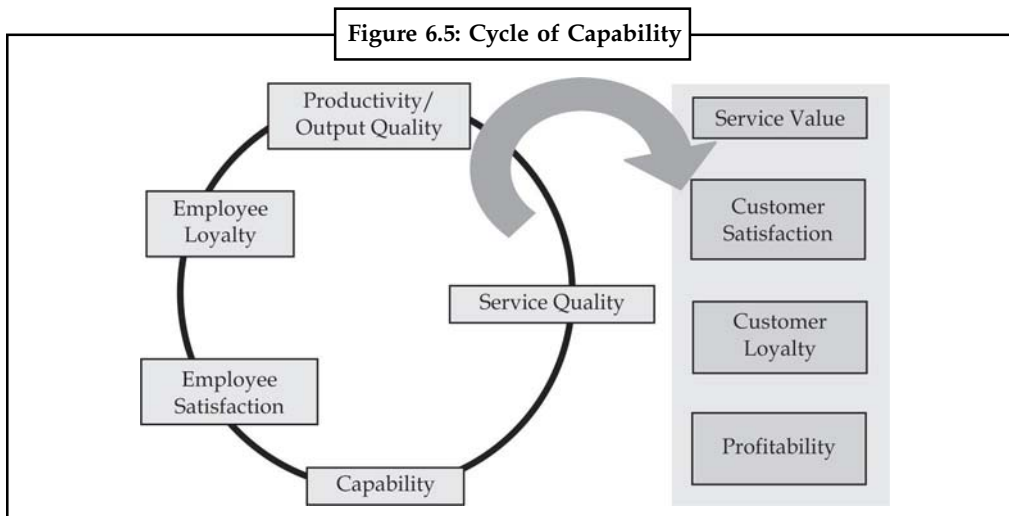 Figure 6.5: Cycle of Capability
Productivity/
Output Quality
Service Value
Employee
Loyalty
Customer
Satisfaction
Service Quality
Customer
Loyalty
Employee
Satisfaction
Profitability
Capability